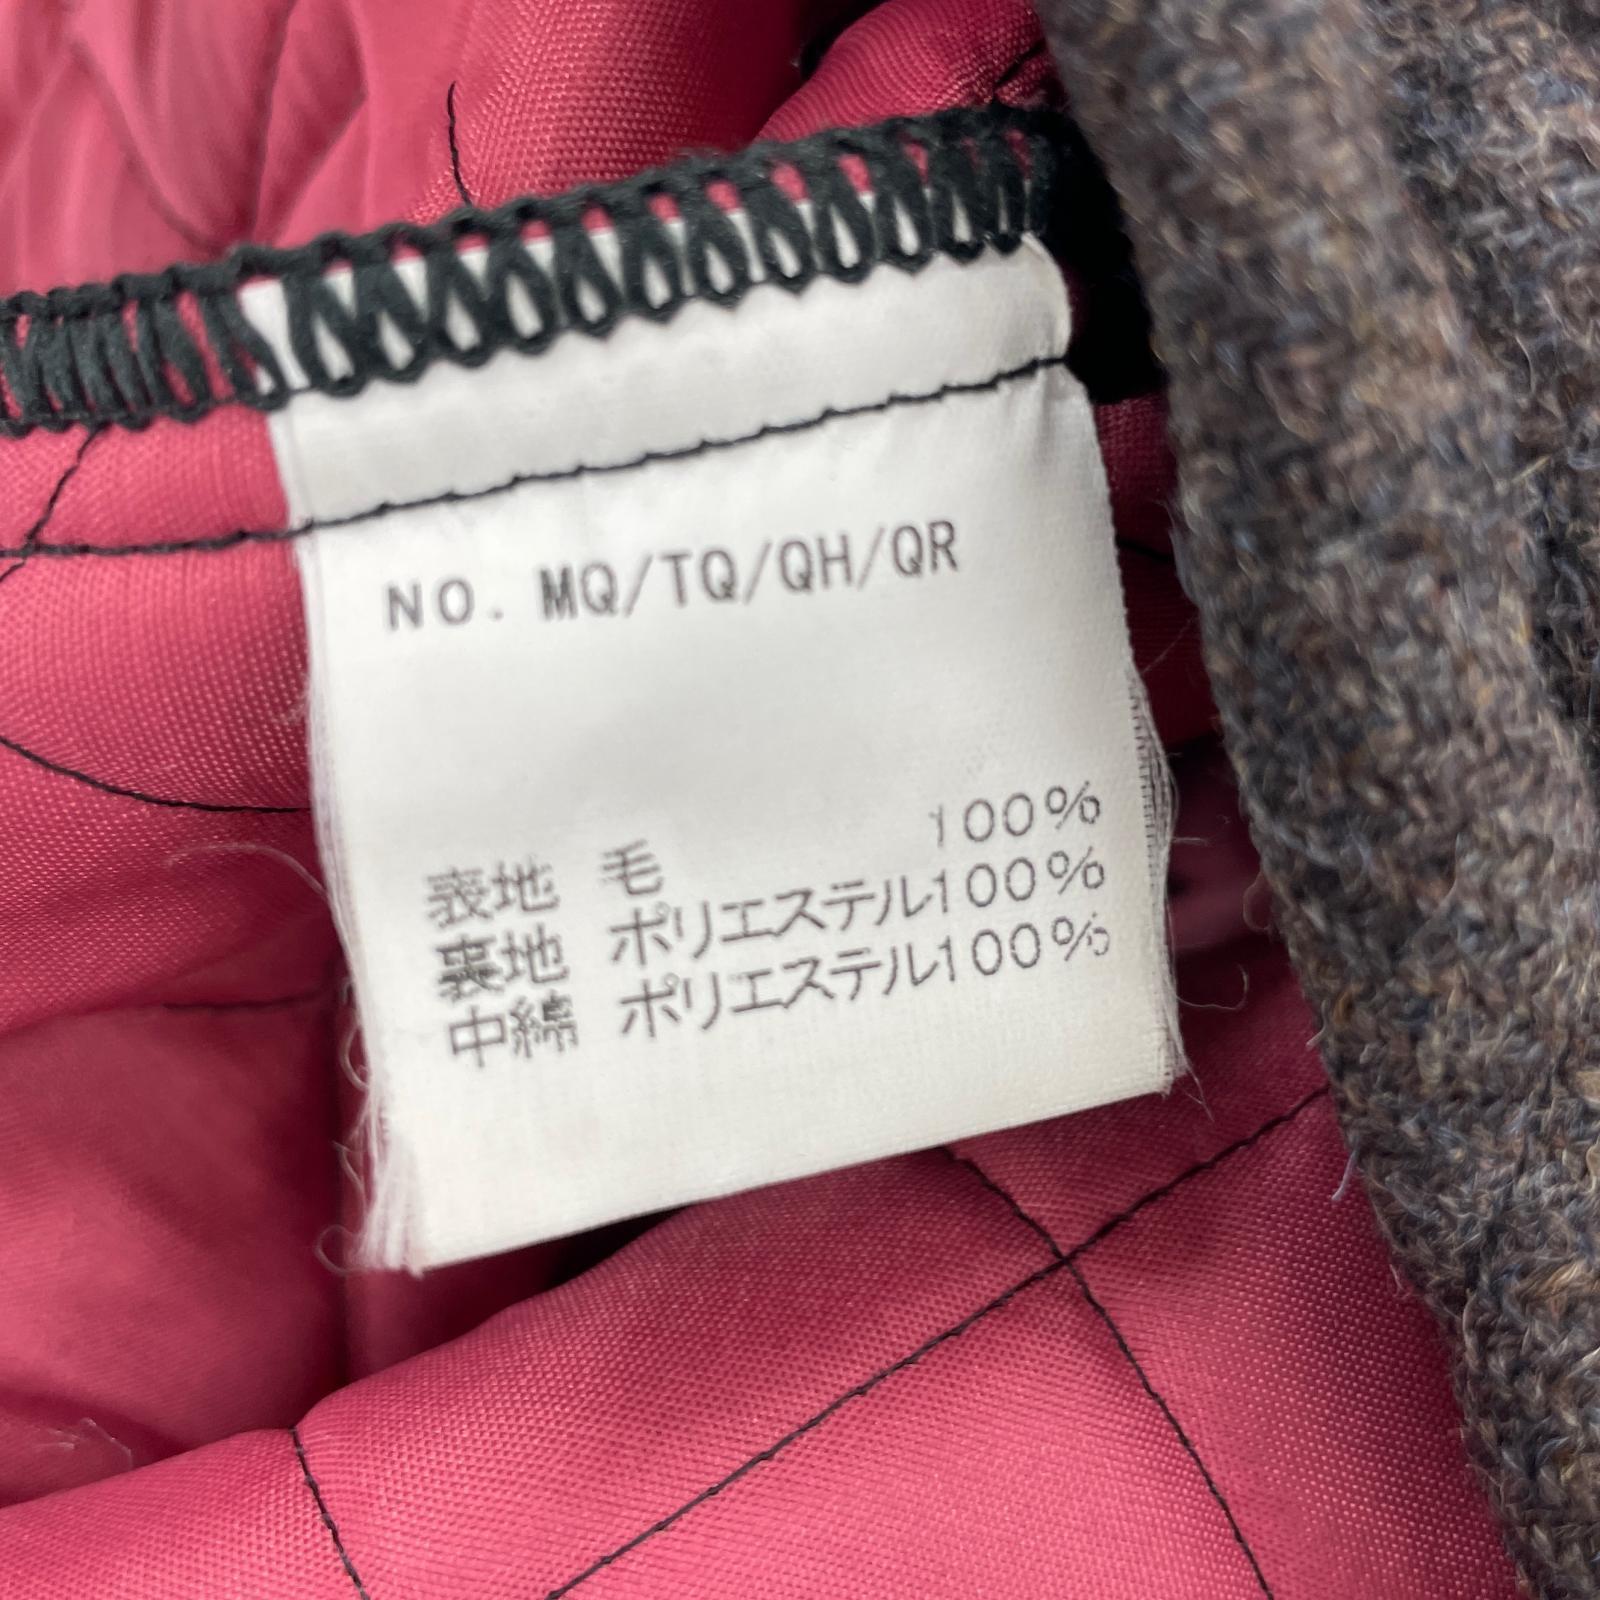 NO. MQ/TQ/QH/QR
表地 毛 100%
裏地 ポリエステル100%
中綿 ポリエステル100%